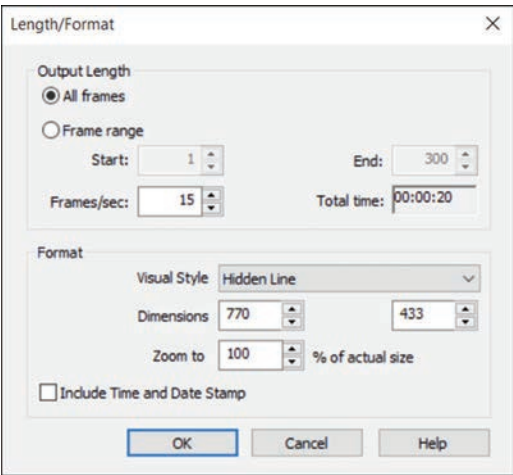 Length/Format
Output Length
All frames
Frame range
Start: 1 End: 300
Frames/sec: 15 Total time: 00:00:20
Format
Visual Style Hidden Line
Dimensions 770 433
Zoom to 100 % of actual size
Include Time and Date Stamp
OK Cancel Help